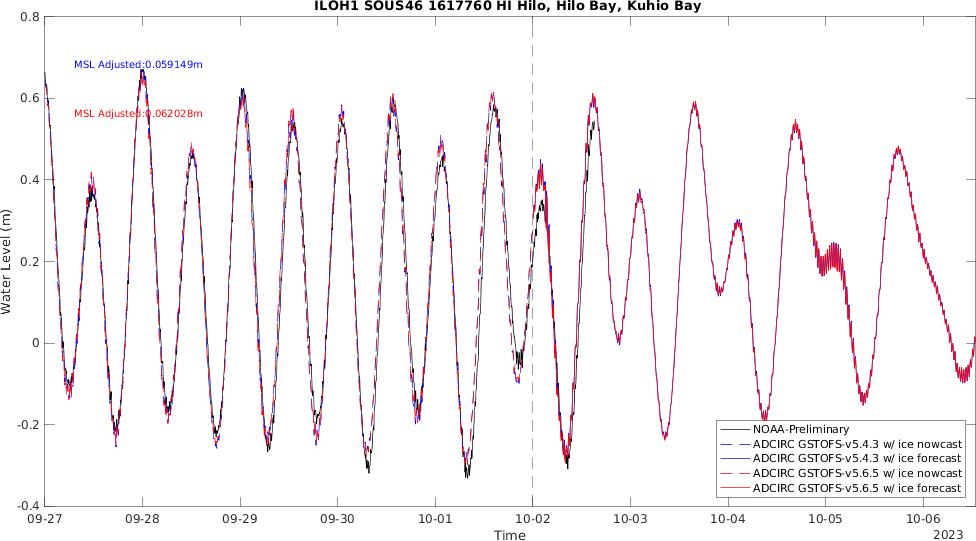 ILOH1 SOUS46 1617760 HI Hilo, Hilo Bay, Kuhio Bay
0.8
MSL Adjusted:0.059149m
0.6
MSL Adjusted:0.062028m
0.4
0.2
0
-0.2
-0.4
Water Level (m)
NOAA-Preliminary
ADCIRC GSTOFS-v5.4.3 w/ ice nowcast
ADCIRC GSTOFS-v5.4.3 w/ ice forecast
ADCIRC GSTOFS-v5.6.5 w/ ice nowcast
ADCIRC GSTOFS-v5.6.5 w/ ice forecast
09-27 09-28 09-29 09-30 10-01 10-02 10-03 10-04 10-05 10-06
Time
2023